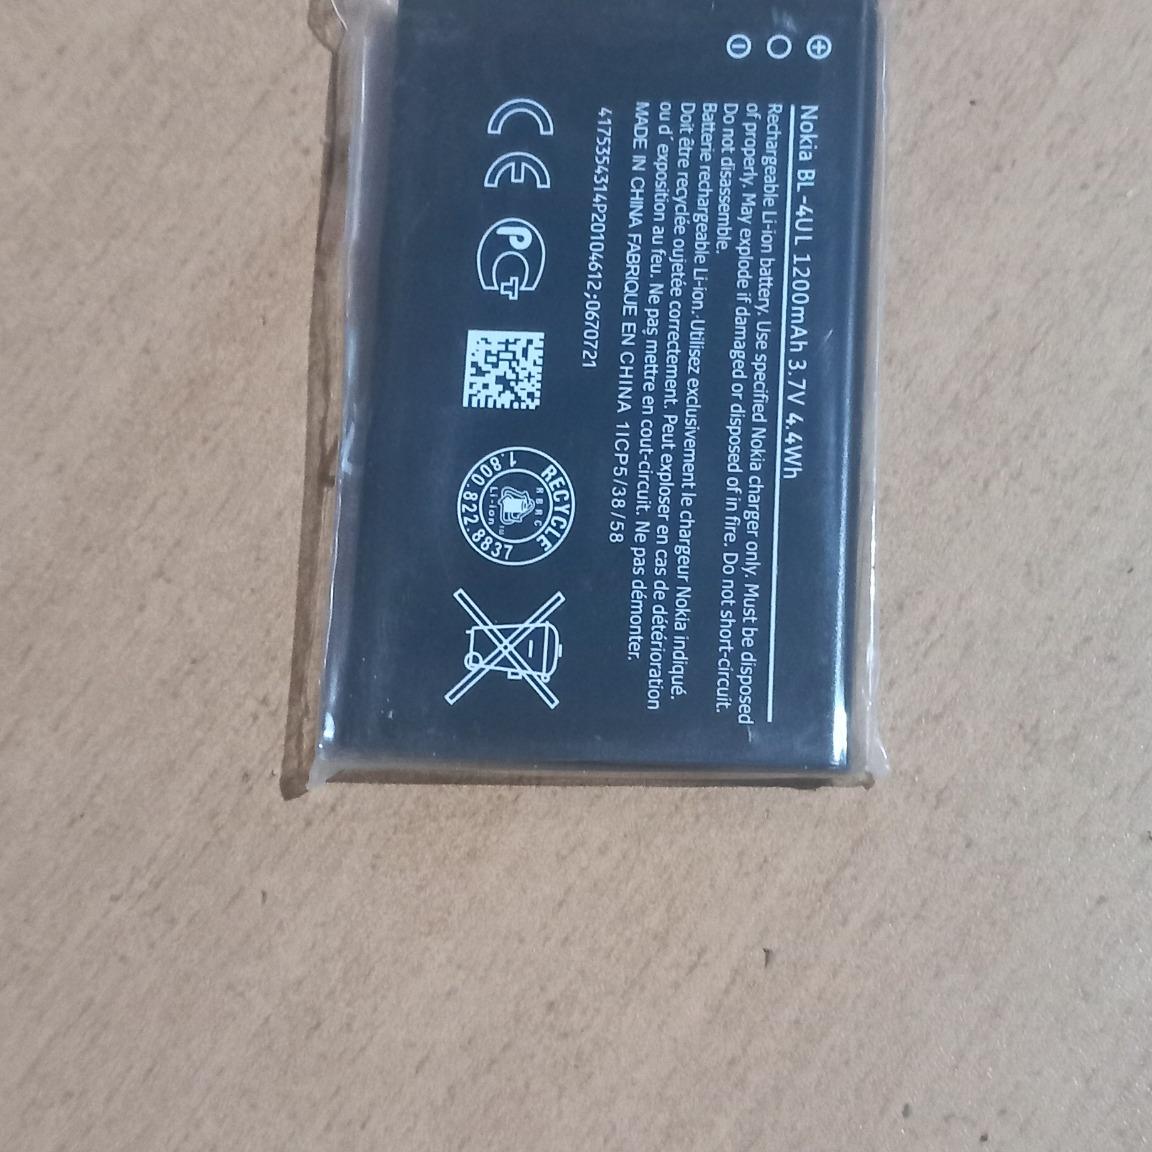 Nokia BL-4UL 1200mAh 3.7V 4.4Wh
Rechargeable Li-ion battery. Use specified Nokia charger only. Must be disposed
of properly. May explode if damaged or disposed of in fire. Do not short-circuit.
Do not disassemble.
Batterie rechargeable Li-ion. Utilisez exclusivement le chargeur Nokia indiqué.
Doit être recyclée oujetée correctement. Peut exploser en cas de détérioration
ou d' exposition au feu. Ne pas mettre en cout-circuit. Ne pas démonter.
MADE IN CHINA FABRIQUE EN CHINA 1ICP5/38/58
4175354314P20104612;0670721
CE
PCT
RECYCLE
RBRC
Li-ion
1.800.822.8837